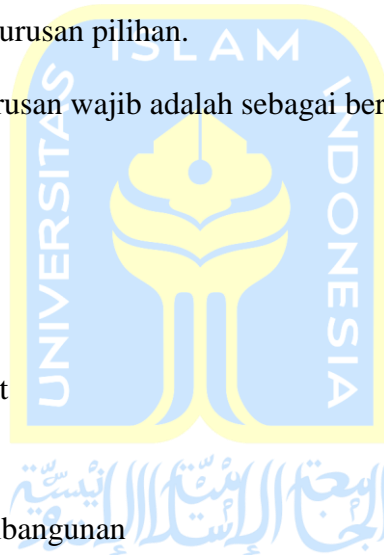 urusan pilihan.
rusan wajib adalah sebagai ber
t
bangunan
ISLAM
UNIVERSITAS
INDONESIA